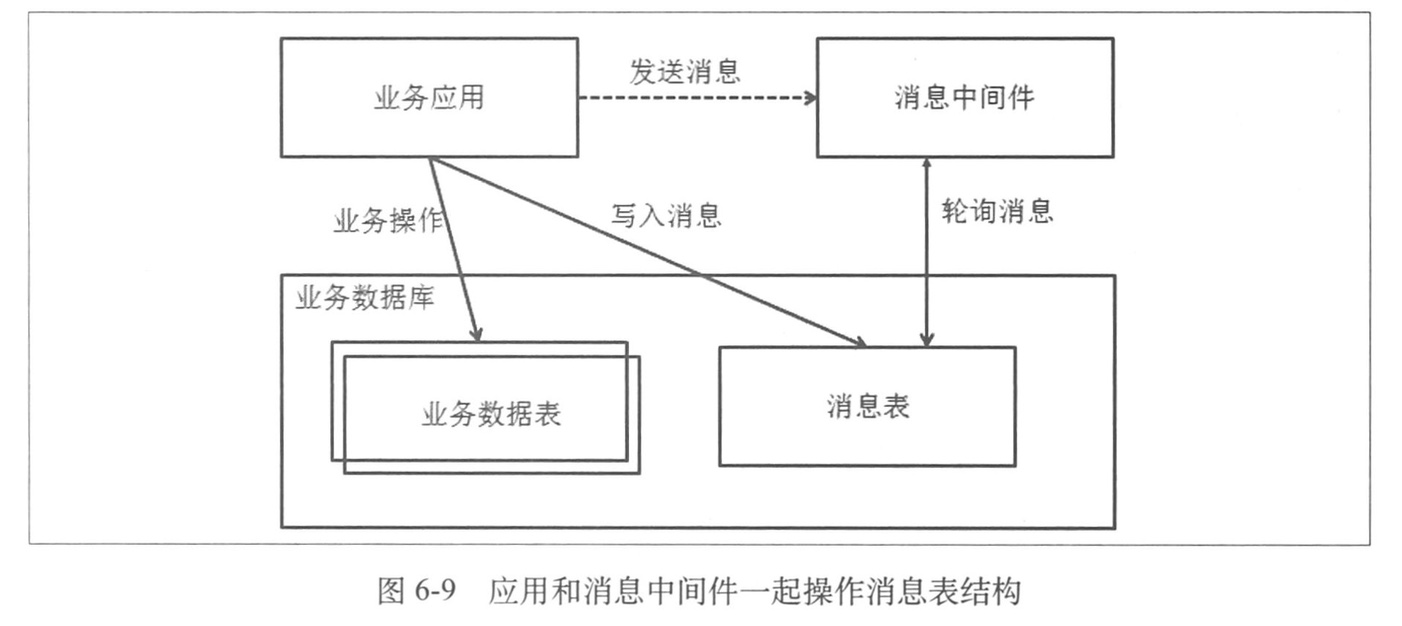 业务应用
发送消息
消息中间件
业务操作
写入消息
轮询消息
业务数据库
业务数据表
消息表
图 6-9 应用和消息中间件一起操作消息表结构